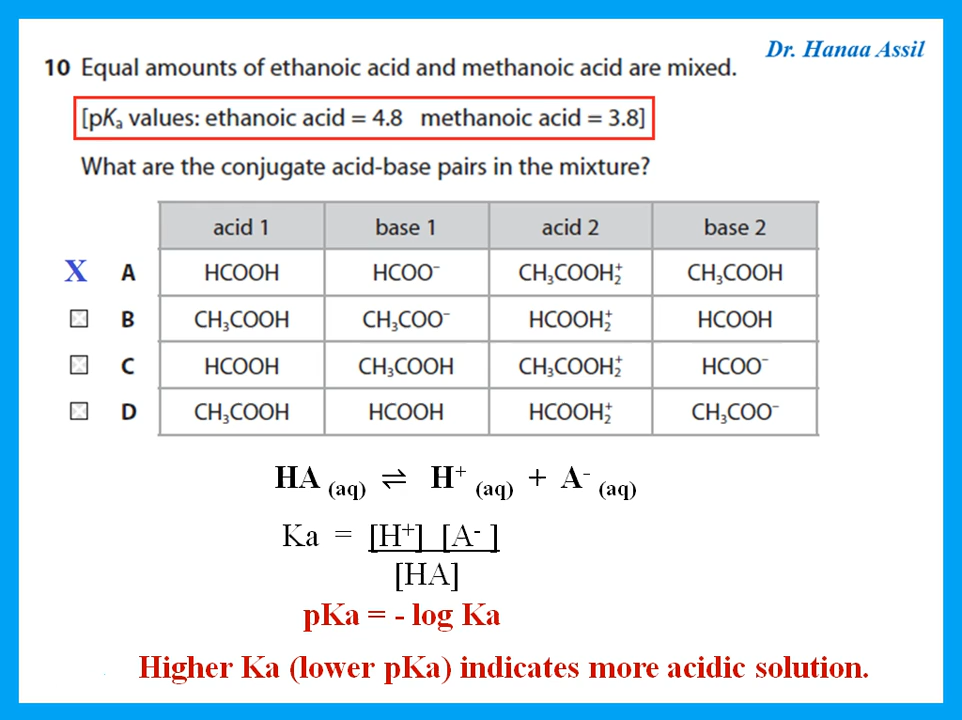 Dr. Hanaa Assil
10 Equal amounts of ethanoic acid and methanoic acid are mixed.
[pKₐ values: ethanoic acid = 4.8 methanoic acid = 3.8]
What are the conjugate acid-base pairs in the mixture?
acid 1 base 1 acid 2 base 2
X A HCOOH HCOO⁻ CH₃COOH₂⁺ CH₃COOH
B CH₃COOH CH₃COO⁻ HCOOH₂⁺ HCOOH
C HCOOH CH₃COOH CH₃COOH₂⁺ HCOO⁻
D CH₃COOH HCOOH HCOOH₂⁺ CH₃COO⁻
HA (aq) ⇌ H⁺ (aq) + A⁻ (aq)
Ka = [H⁺] [A⁻ ]
[HA]
pKa = - log Ka
Higher Ka (lower pKa) indicates more acidic solution.